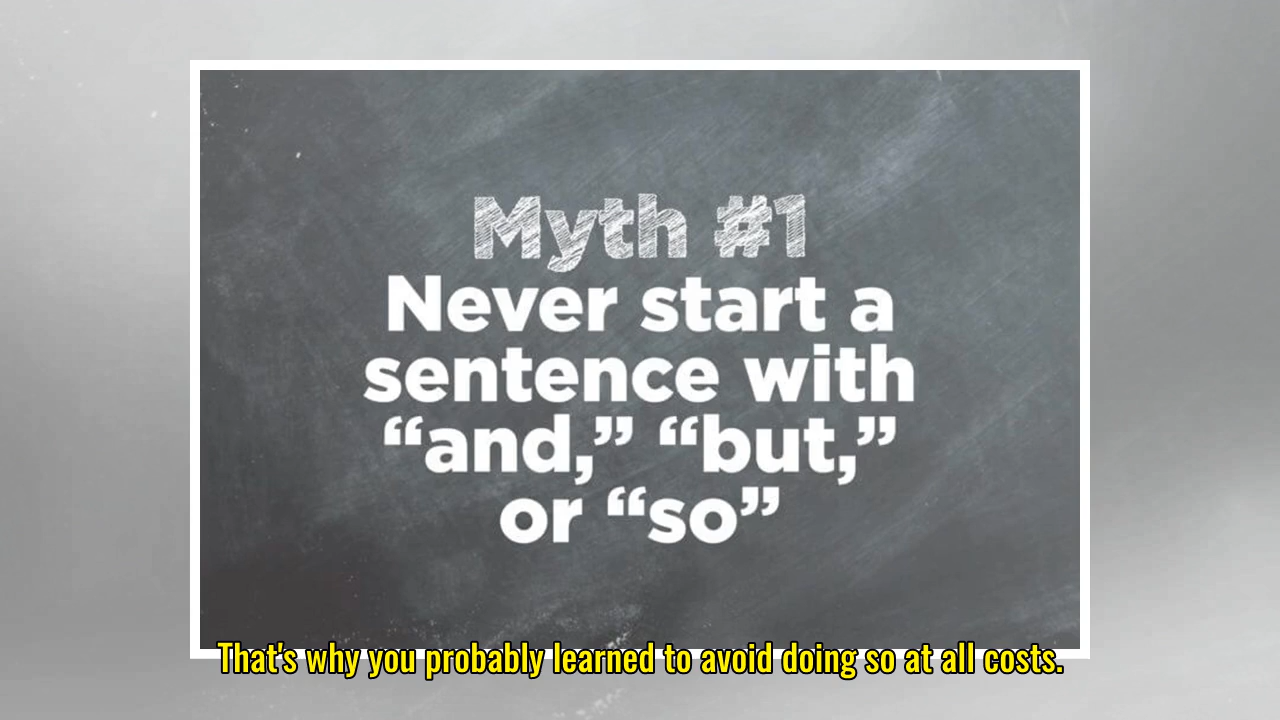 Myth #1
Never start a
sentence with
“and,” “but,”
or “so”
That's why you probably learned to avoid doing so at all costs.